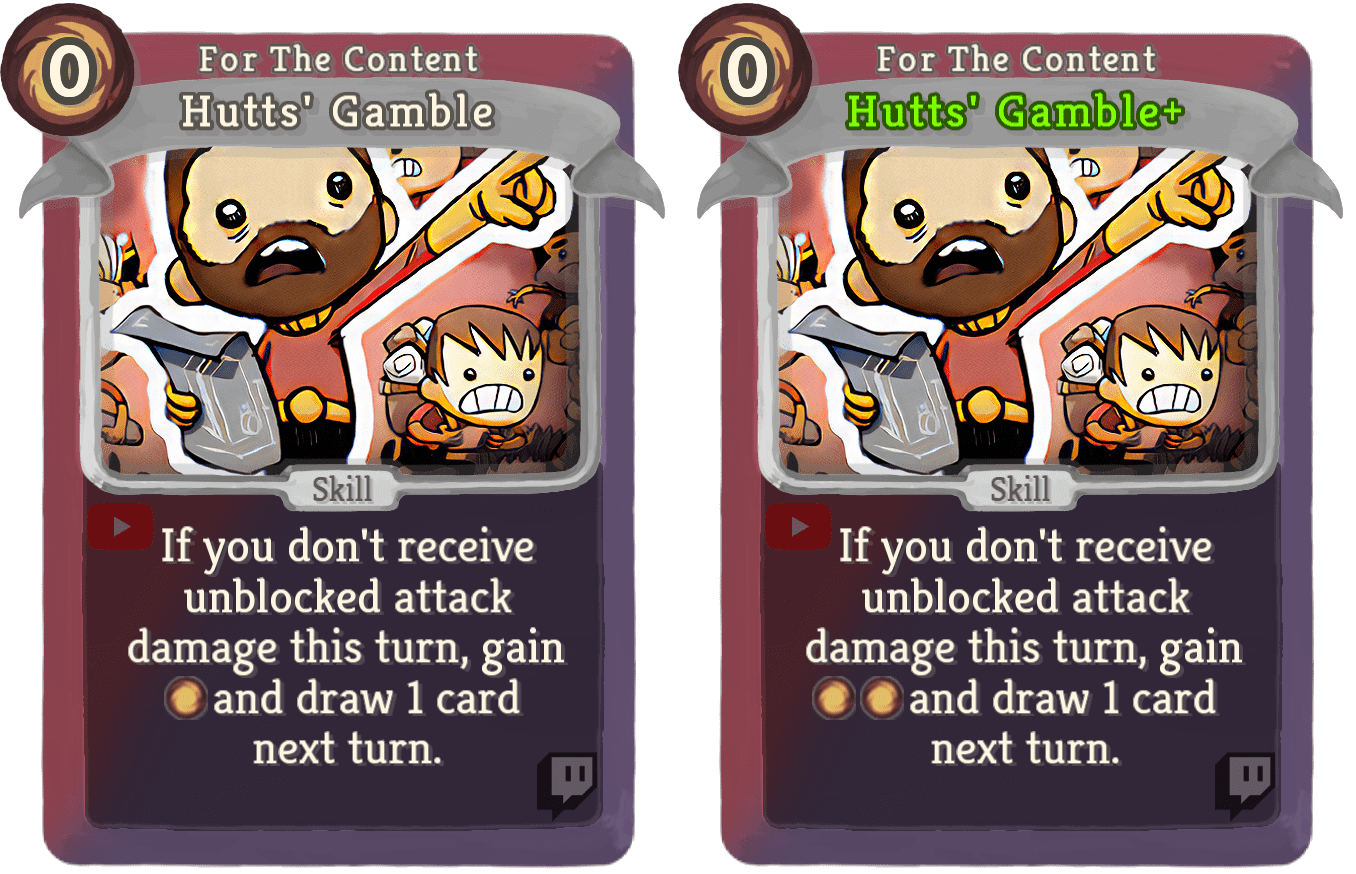 0
For The Content
Hutts' Gamble
Skill
If you don't receive
unblocked attack
damage this turn, gain
and draw 1 card
next turn.
0
For The Content
Hutts' Gamble+
Skill
If you don't receive
unblocked attack
damage this turn, gain
and draw 1 card
next turn.